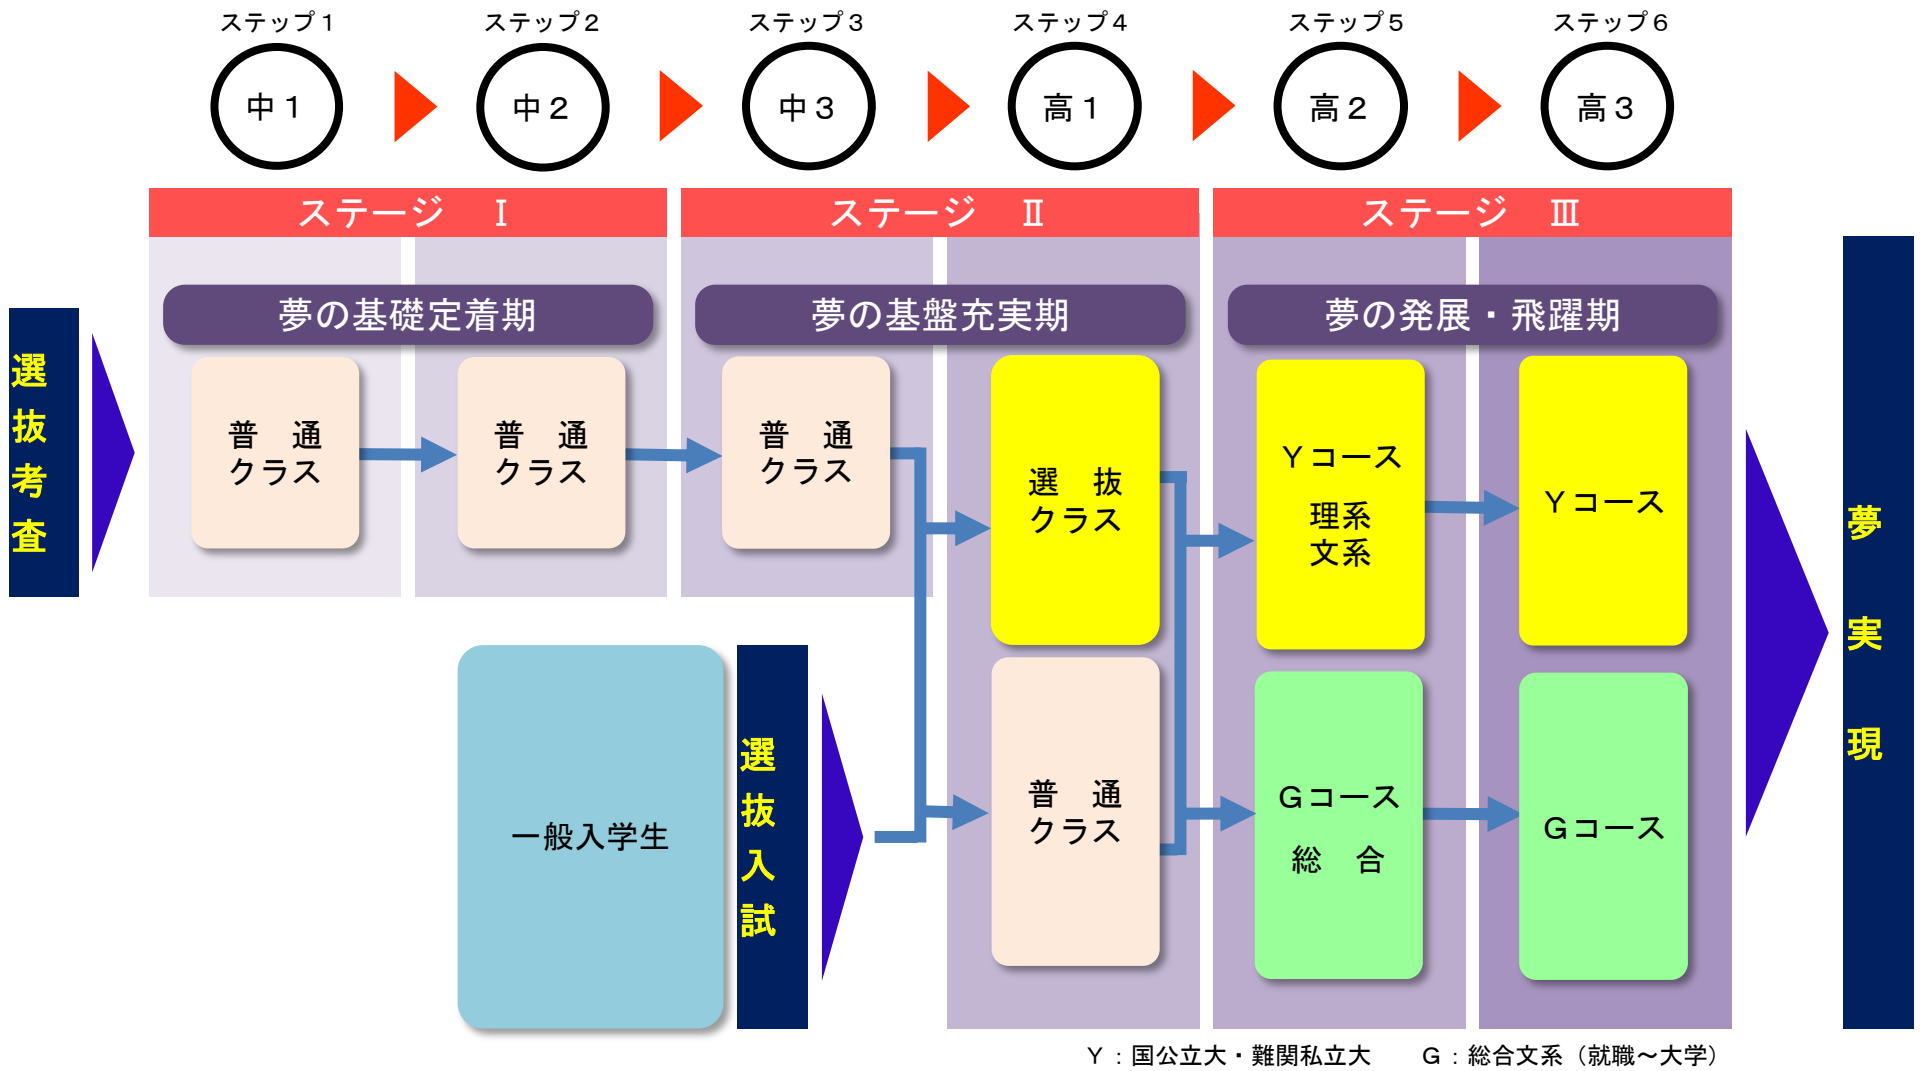 ステップ1
ステップ2
ステップ3
ステップ4
ステップ5
ステップ6
中1
中2
中3
高1
高2
高3
ステージ　Ⅰ
ステージ　Ⅱ
ステージ　Ⅲ
夢の基礎定着期
夢の基盤充実期
夢の発展・飛躍期
選抜考査
普　通
クラス
普　通
クラス
普　通
クラス
選　抜
クラス
Yコース
理系
文系
Yコース
一般入学生
選抜入試
普　通
クラス
Gコース
総　合
Gコース
夢実現
Y：国公立大・難関私立大　　G：総合文系（就職～大学）